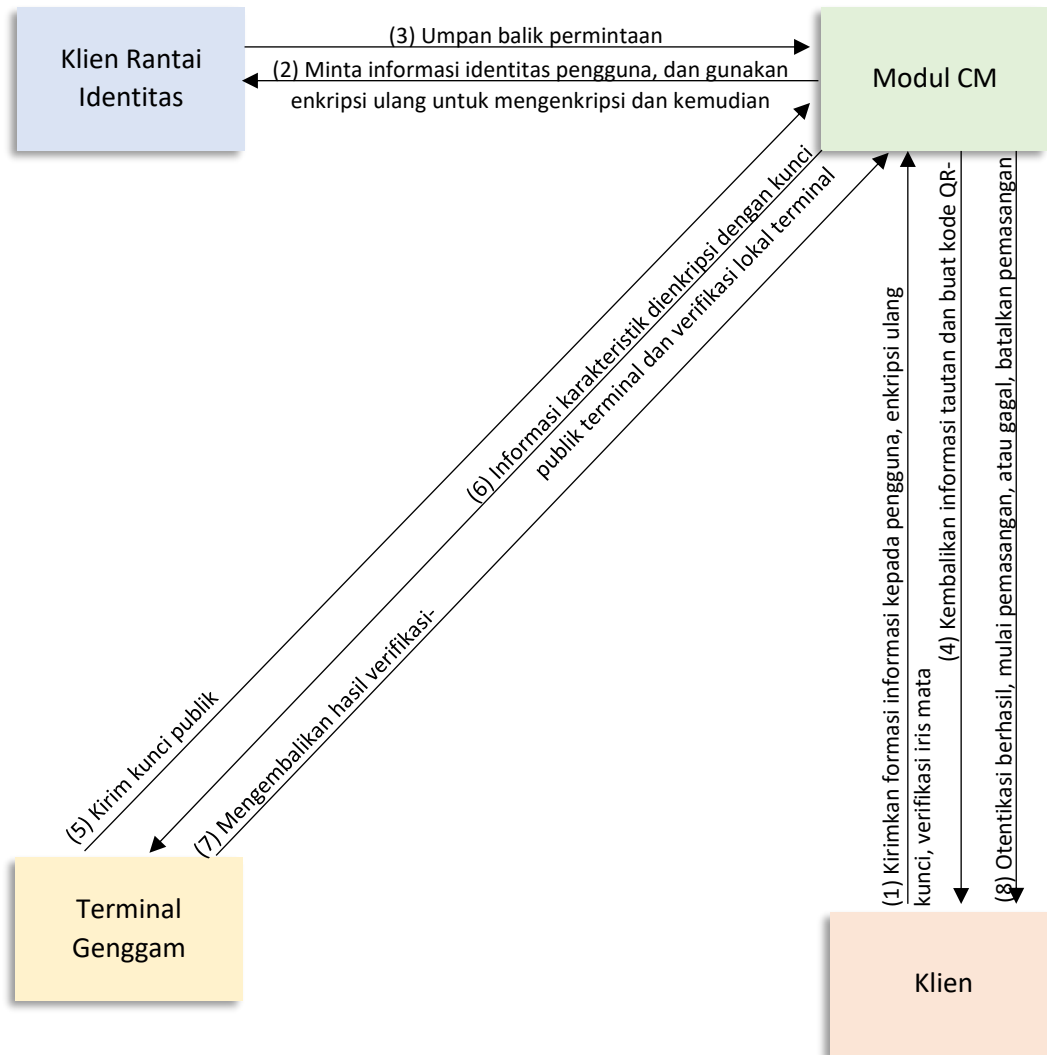 Klien Rantai
Identitas
(3) Umpan balik permintaan
(2) Minta informasi identitas pengguna, dan gunakan
enkripsi ulang untuk mengenkripsi dan kemudian
Modul CM
(5) Kirim kunci publik
(6) Informasi karakteristik dienkripsi dengan kunci
publik terminal dan verifikasi lokal terminal
(7) Mengembalikan hasil verifikasi-
(1) Kirimkan formasi informasi kepada pengguna, enkripsi ulang
kunci, verifikasi iris mata
(4) Kembalikan informasi tautan dan buat kode QR-
(8) Otentikasi berhasil, mulai pemasangan, atau gagal, batalkan pemasangan
Terminal
Genggam
Klien